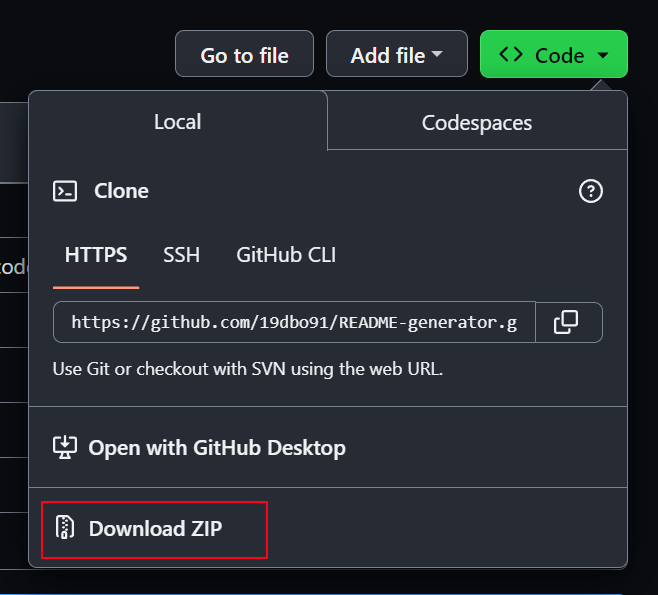 Go to file Add file <> Code
Local Codespaces
Clone
HTTPS SSH GitHub CLI
https://github.com/19dbo91/README-generator.g
Use Git or checkout with SVN using the web URL.
Open with GitHub Desktop
Download ZIP